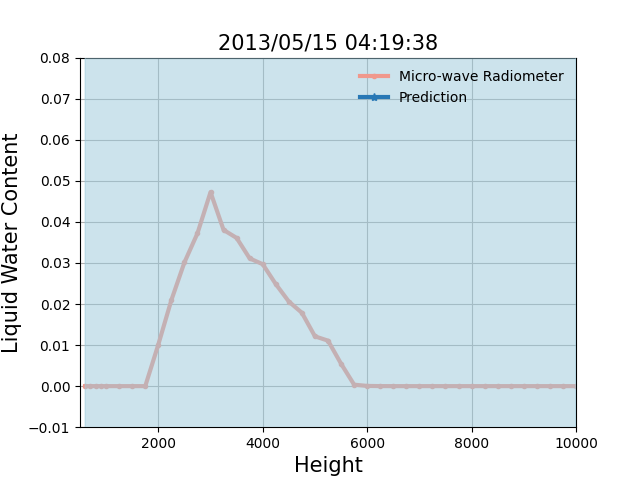 2013/05/15 04:19:38
Micro-wave Radiometer
Prediction
Liquid Water Content
0.08
0.07
0.06
0.05
0.04
0.03
0.02
0.01
0.00
−0.01
2000 4000 6000 8000 10000
Height